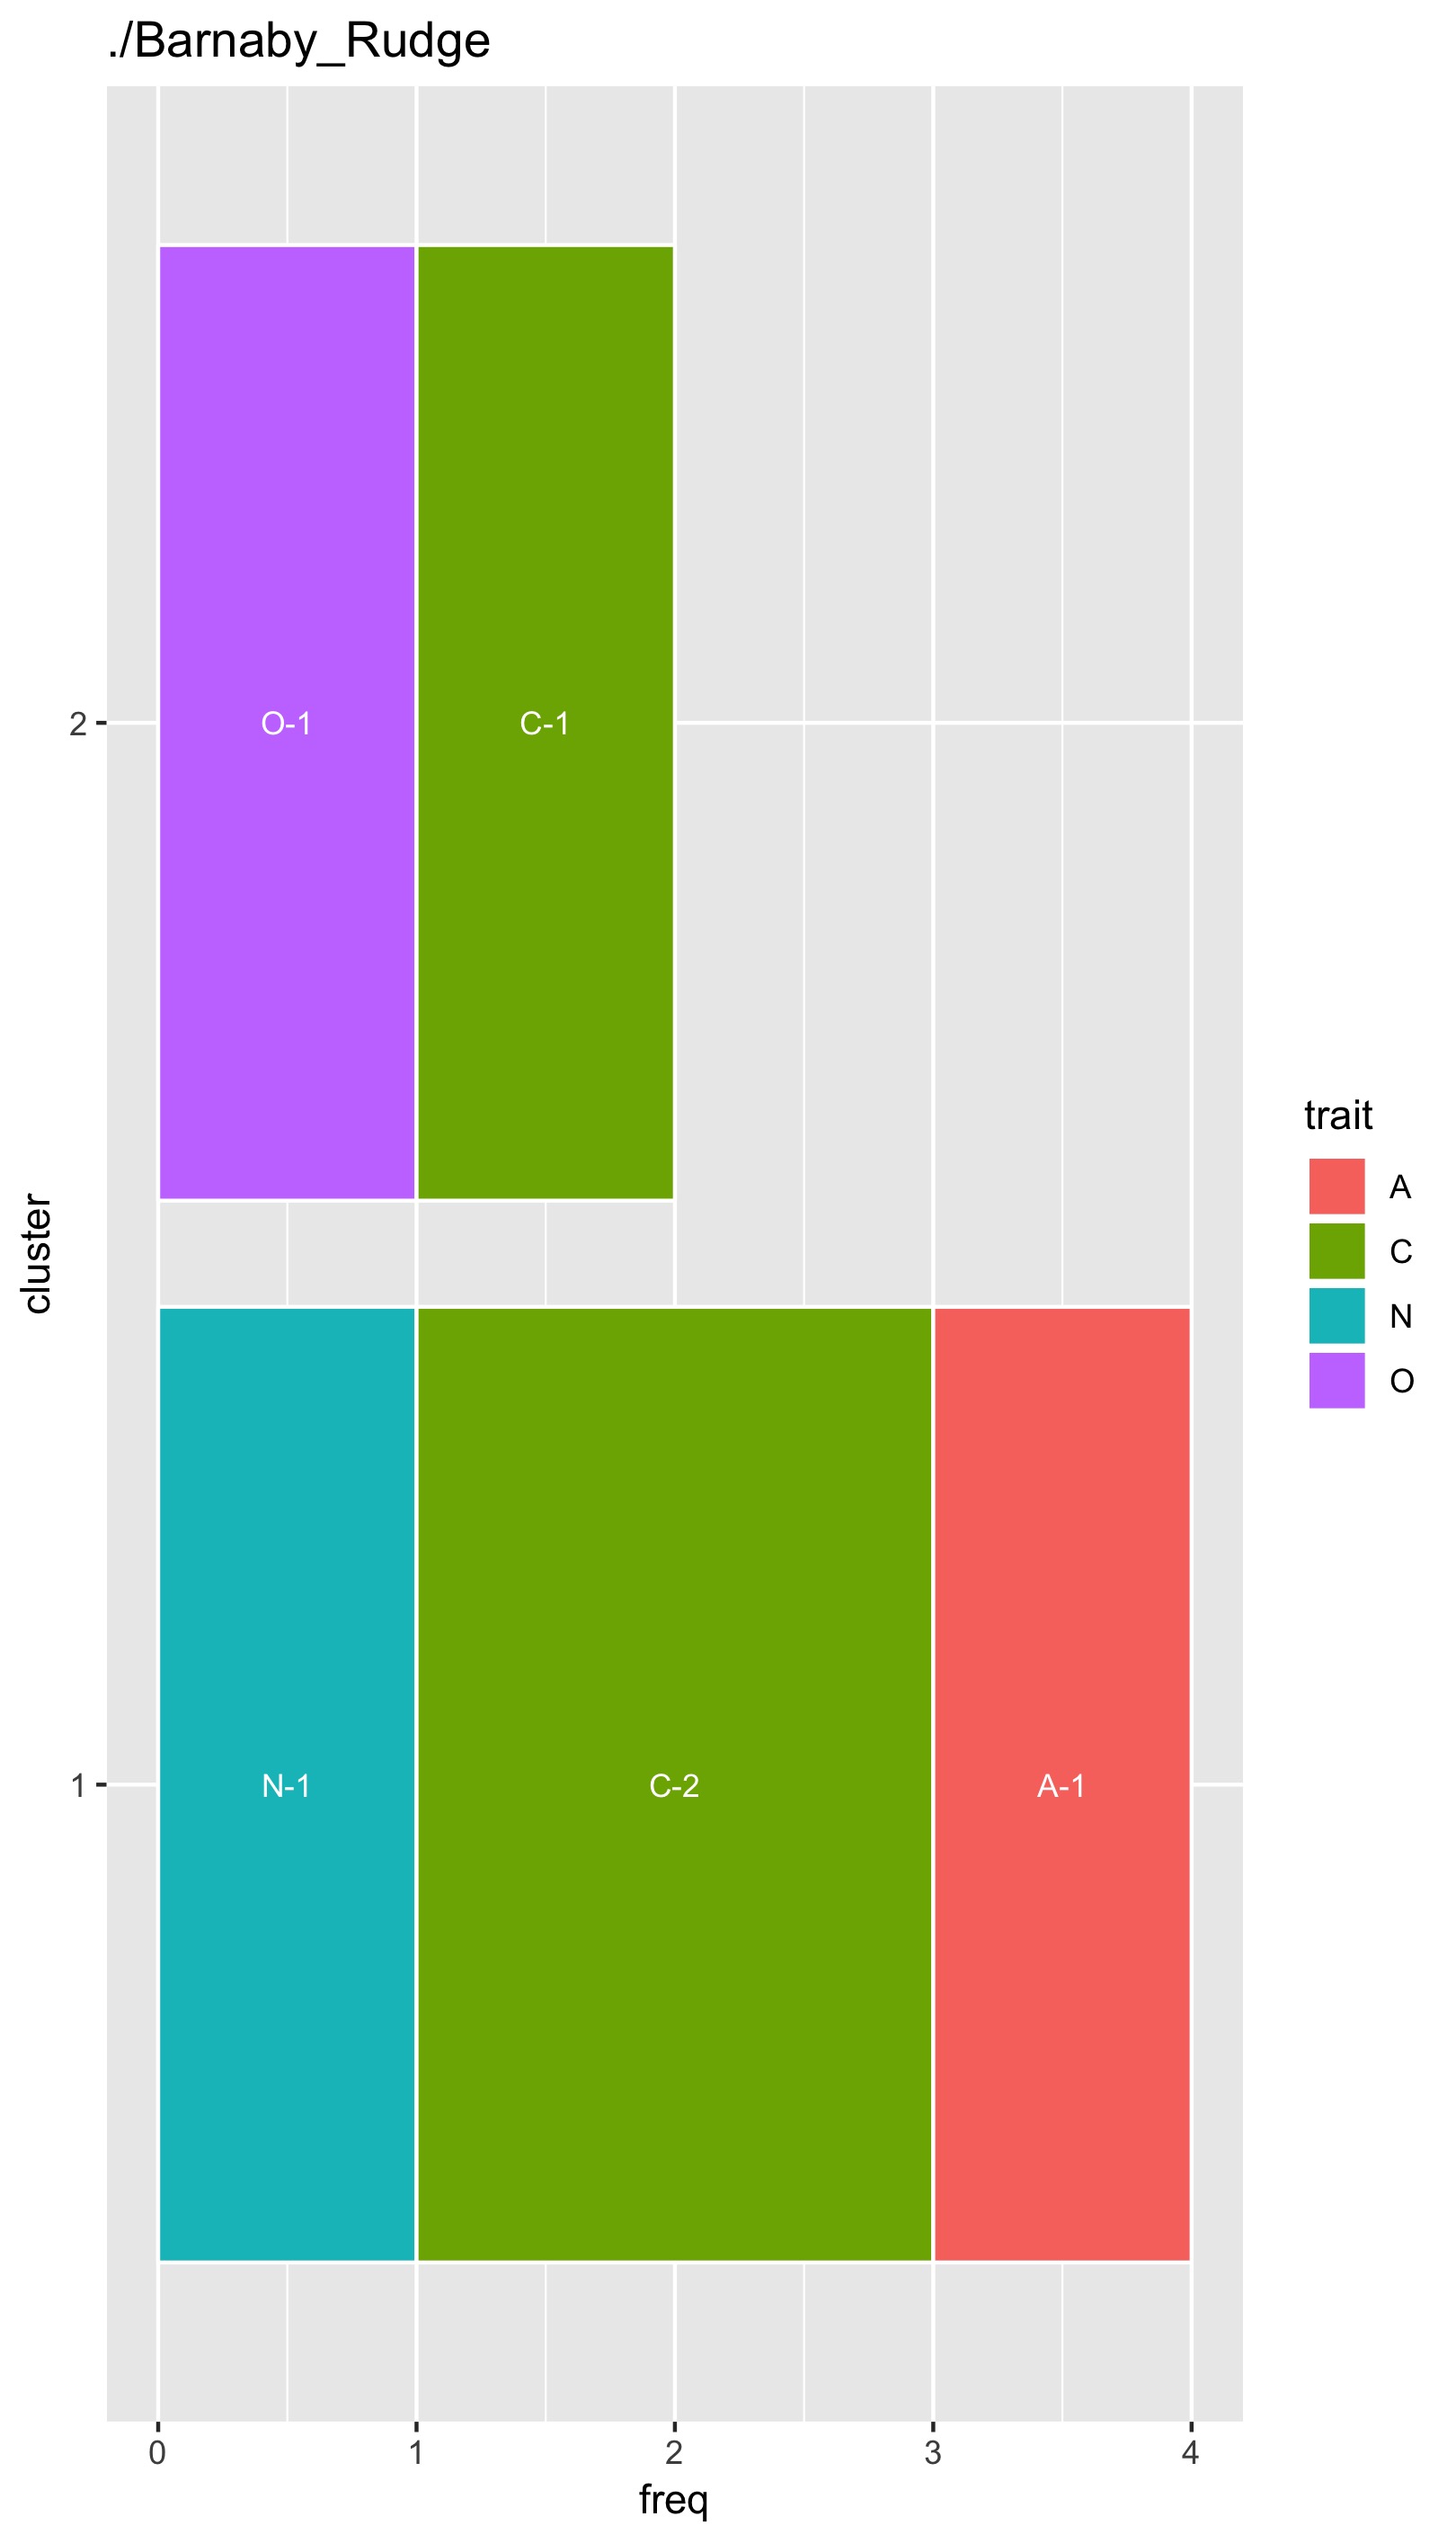 ./Barnaby_Rudge
O-1 C-1
2
cluster
trait
A
C
N
O
N-1 C-2 A-1
1
0 1 2 3 4
freq